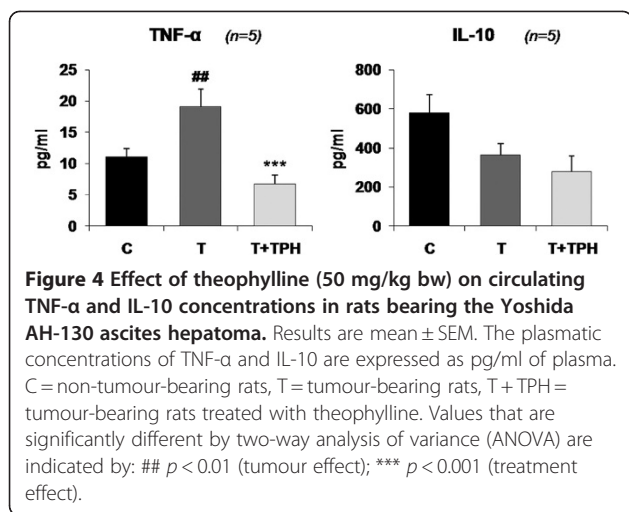 TNF-α (n=5)
25
20
15
10
5
0
pg/ml
##
***
C T T+TPH
IL-10 (n=5)
800
600
400
200
0
pg/ml
C T T+TPH
Figure 4 Effect of theophylline (50 mg/kg bw) on circulating
TNF-α and IL-10 concentrations in rats bearing the Yoshida
AH-130 ascites hepatoma. Results are mean ± SEM. The plasmatic
concentrations of TNF-α and IL-10 are expressed as pg/ml of plasma.
C = non-tumour-bearing rats, T = tumour-bearing rats, T + TPH =
tumour-bearing rats treated with theophylline. Values that are
significantly different by two-way analysis of variance (ANOVA) are
indicated by: ## p < 0.01 (tumour effect); *** p < 0.001 (treatment
effect).